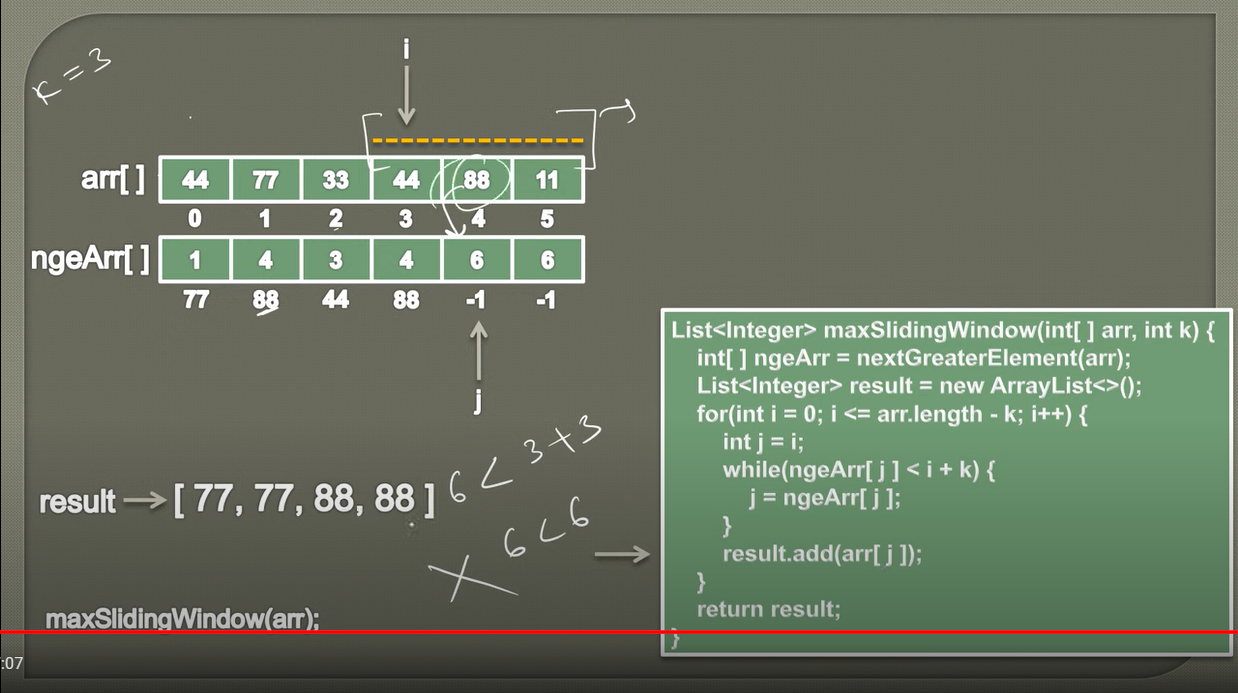 k = 3
i
arr[ ] 44 77 33 44 88 11
0 1 2 3 4 5
ngeArr[ ] 1 4 3 4 6 6
77 88 44 88 -1 -1
j
result → [ 77, 77, 88, 88 ]
6 < 3 + 3
6 < 6
maxSlidingWindow(arr);
List<Integer> maxSlidingWindow(int[ ] arr, int k) {
int[ ] ngeArr = nextGreaterElement(arr);
List<Integer> result = new ArrayList<>();
for(int i = 0; i <= arr.length - k; i++) {
int j = i;
while(ngeArr[ j ] < i + k) {
j = ngeArr[ j ];
}
result.add(arr[ j ]);
}
return result;
}
:07